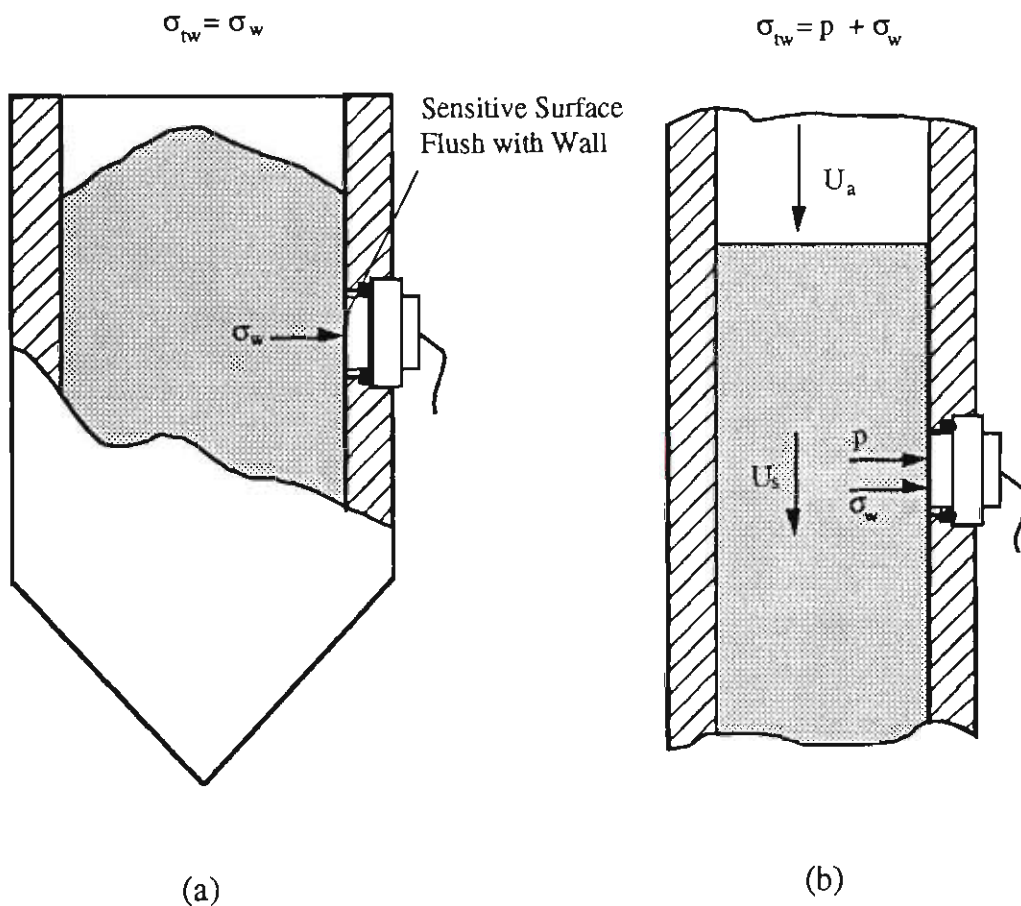 σtw = σw
σtw = p + σw
Sensitive Surface
Flush with Wall
Ua
σw
p
Us
σw
(a)
(b)